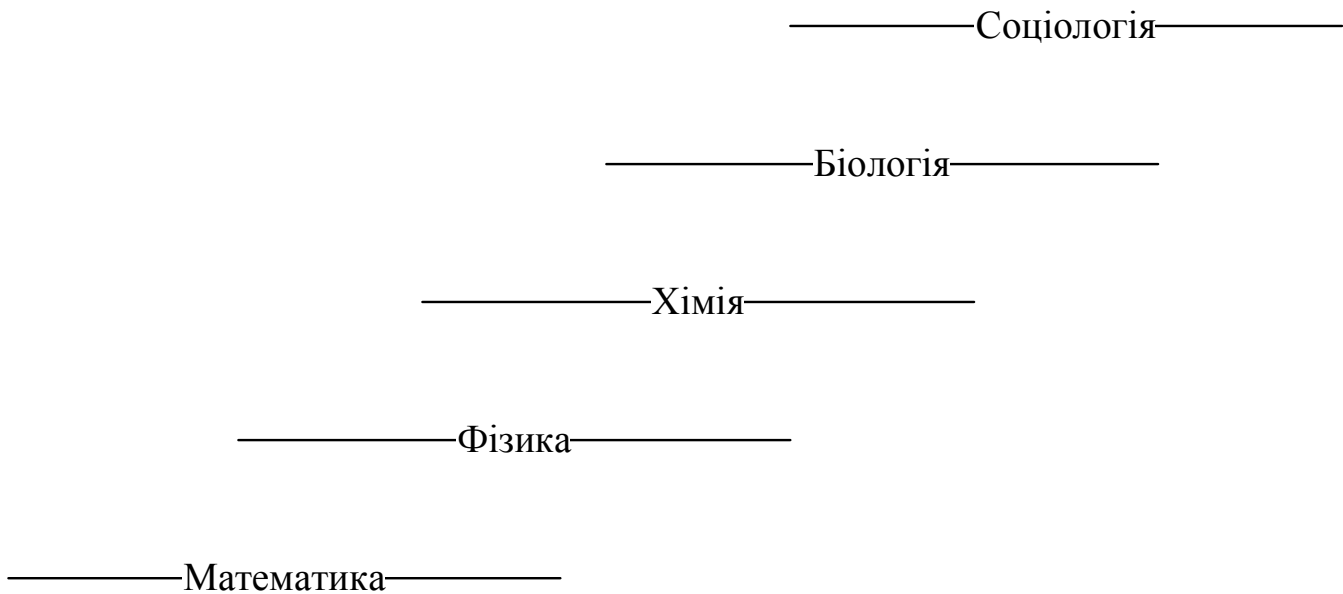 Соціологія
Біологія
Хімія
Фізика
Математика